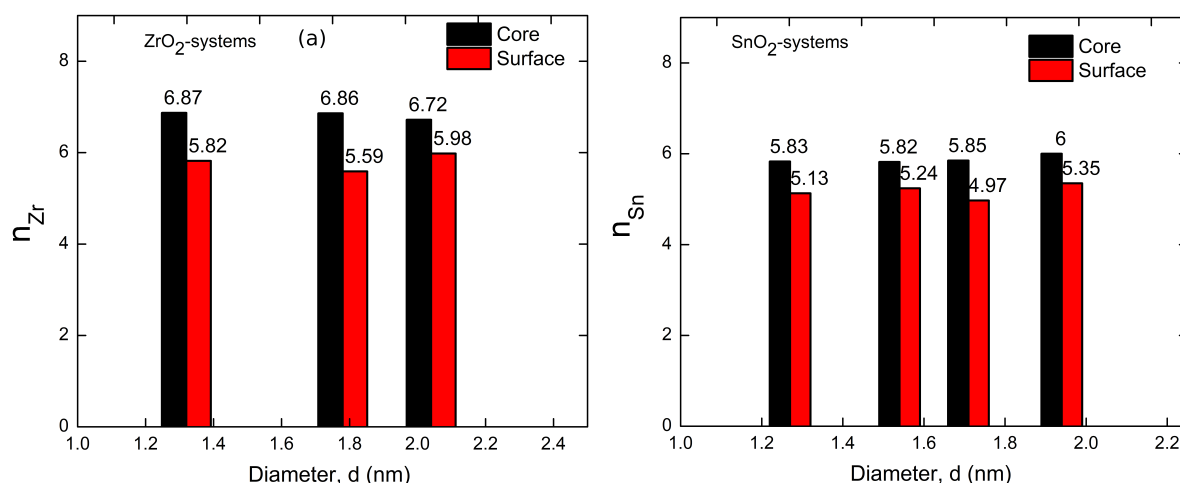 ZrO2-systems (a)
Core
Surface
8
6
4
2
0
nZr
6.87
5.82
6.86
5.59
6.72
5.98
1.0 1.2 1.4 1.6 1.8 2.0 2.2 2.4
Diameter, d (nm)
SnO2-systems
Core
Surface
8
6
4
2
0
nSn
5.83
5.13
5.82
5.24
5.85
4.97
6
5.35
1.0 1.2 1.4 1.6 1.8 2.0 2.2
Diameter, d (nm)